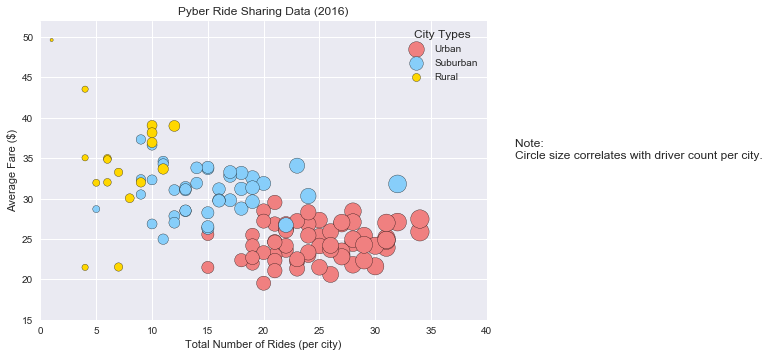 Pyber Ride Sharing Data (2016)
City Types
Urban
Suburban
Rural
Average Fare ($)
50
45
40
35
30
25
20
15
0
5
10
15
20
25
30
35
40
Total Number of Rides (per city)
Note:
Circle size correlates with driver count per city.